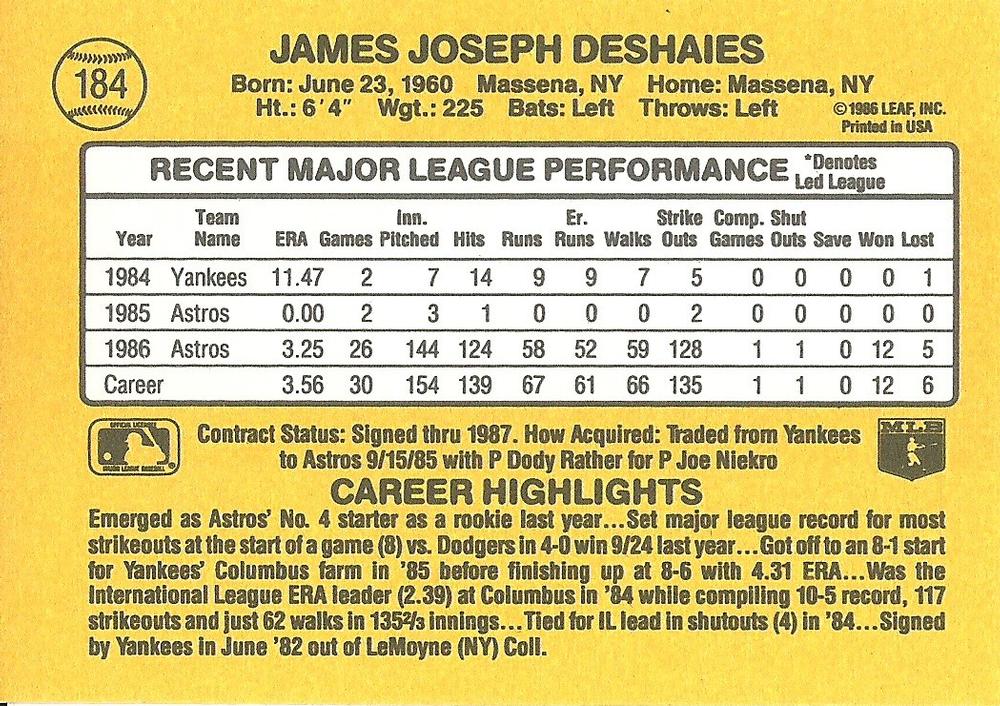 184
JAMES JOSEPH DESHAIES
Born: June 23, 1960 Massena, NY Home: Massena, NY
Ht.: 6'4" Wgt.: 225 Bats: Left Throws: Left
©1986 LEAF, INC.
Printed in USA
RECENT MAJOR LEAGUE PERFORMANCE *Denotes
Led League
Team Inn. Er. Strike Comp. Shut
Year Name ERA Games Pitched Hits Runs Runs Walks Outs Games Outs Save Won Lost
1984 Yankees 11.47 2 7 14 9 9 7 5 0 0 0 0 1
1985 Astros 0.00 2 3 1 0 0 0 2 0 0 0 0 0
1986 Astros 3.25 26 144 124 58 52 59 128 1 1 0 12 5
Career 3.56 30 154 139 67 61 66 135 1 1 0 12 6
OFFICIAL LICENSEE
MAJOR LEAGUE BASEBALL
®
Contract Status: Signed thru 1987. How Acquired: Traded from Yankees
to Astros 9/15/85 with P Dody Rather for P Joe Niekro
MLB
CAREER HIGHLIGHTS
Emerged as Astros' No. 4 starter as a rookie last year...Set major league record for most
strikeouts at the start of a game (8) vs. Dodgers in 4-0 win 9/24 last year...Got off to an 8-1 start
for Yankees' Columbus farm in '85 before finishing up at 8-6 with 4.31 ERA...Was the
International League ERA leader (2.39) at Columbus in '84 while compiling 10-5 record, 117
strikeouts and just 62 walks in 135⅔ innings...Tied for IL lead in shutouts (4) in '84...Signed
by Yankees in June '82 out of LeMoyne (NY) Coll.